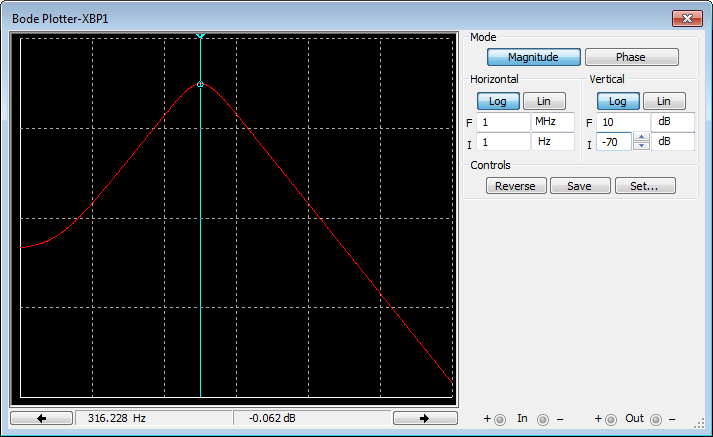 Bode Plotter-XBP1
Mode
Magnitude Phase
Horizontal Vertical
Log Lin Log Lin
F 1 MHz F 10 dB
I 1 Hz I -70 dB
Controls
Reverse Save Set...
316.228 Hz -0.062 dB
+ In − + Out −